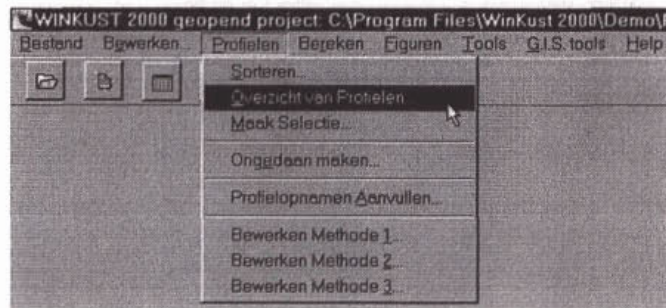 WINKUST 2000 geopend project: C:\Program Files\WinKust 2000\Demo\
Bestand Bewerken... Profielen Bereken Figuren Tools G.I.S. tools Help
Sorteren...
Overzicht van Profielen
Maak Selectie...
Ongedaan maken...
Profielopnamen Aanvullen...
Bewerken Methode 1...
Bewerken Methode 2...
Bewerken Methode 3...